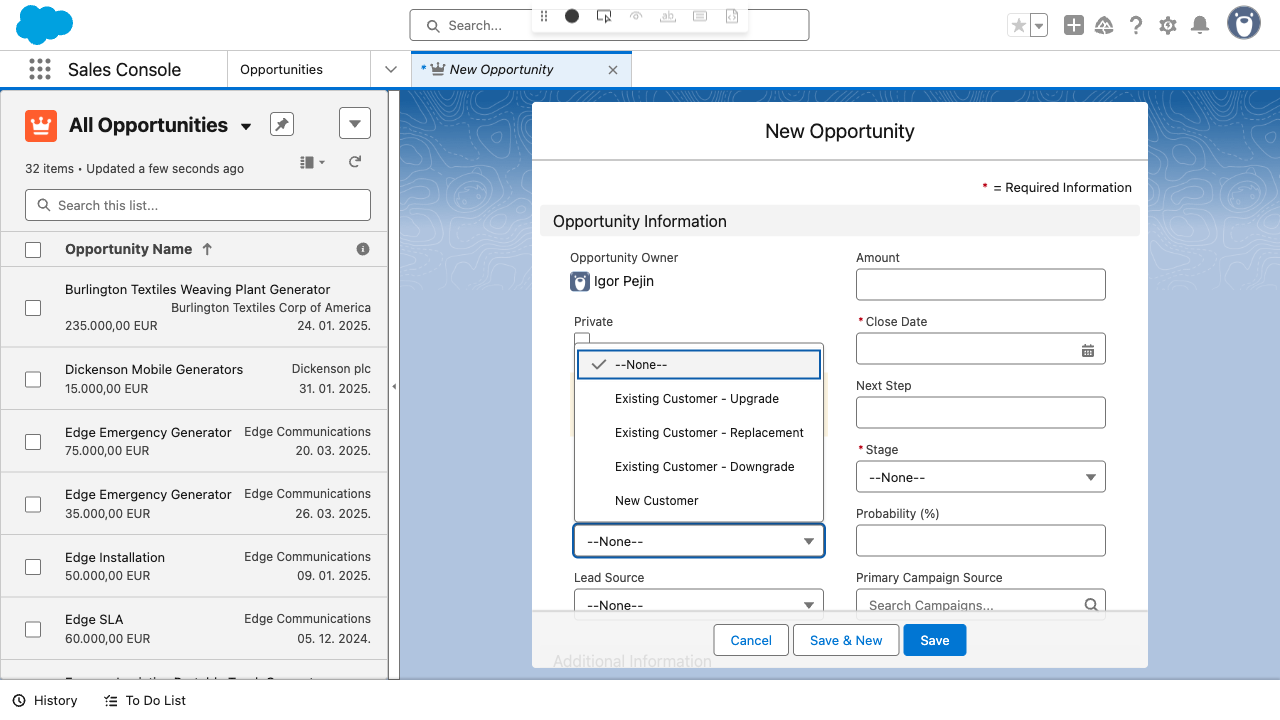 Search...
Sales Console
Opportunities
* New Opportunity
All Opportunities
32 items • Updated a few seconds ago
Search this list...
Opportunity Name
Burlington Textiles Weaving Plant Generator
Burlington Textiles Corp of America
235.000,00 EUR
24. 01. 2025.
Dickenson Mobile Generators
Dickenson plc
15.000,00 EUR
31. 01. 2025.
Edge Emergency Generator
Edge Communications
75.000,00 EUR
20. 03. 2025.
Edge Emergency Generator
Edge Communications
35.000,00 EUR
26. 03. 2025.
Edge Installation
Edge Communications
50.000,00 EUR
09. 01. 2025.
Edge SLA
Edge Communications
60.000,00 EUR
05. 12. 2024.
New Opportunity
* = Required Information
Opportunity Information
Opportunity Owner
Igor Pejin
Amount
Private
* Close Date
--None--
Existing Customer - Upgrade
Existing Customer - Replacement
Existing Customer - Downgrade
New Customer
Next Step
* Stage
--None--
Probability (%)
--None--
Lead Source
--None--
Primary Campaign Source
Search Campaigns...
Additional Information
Cancel
Save & New
Save
History
To Do List